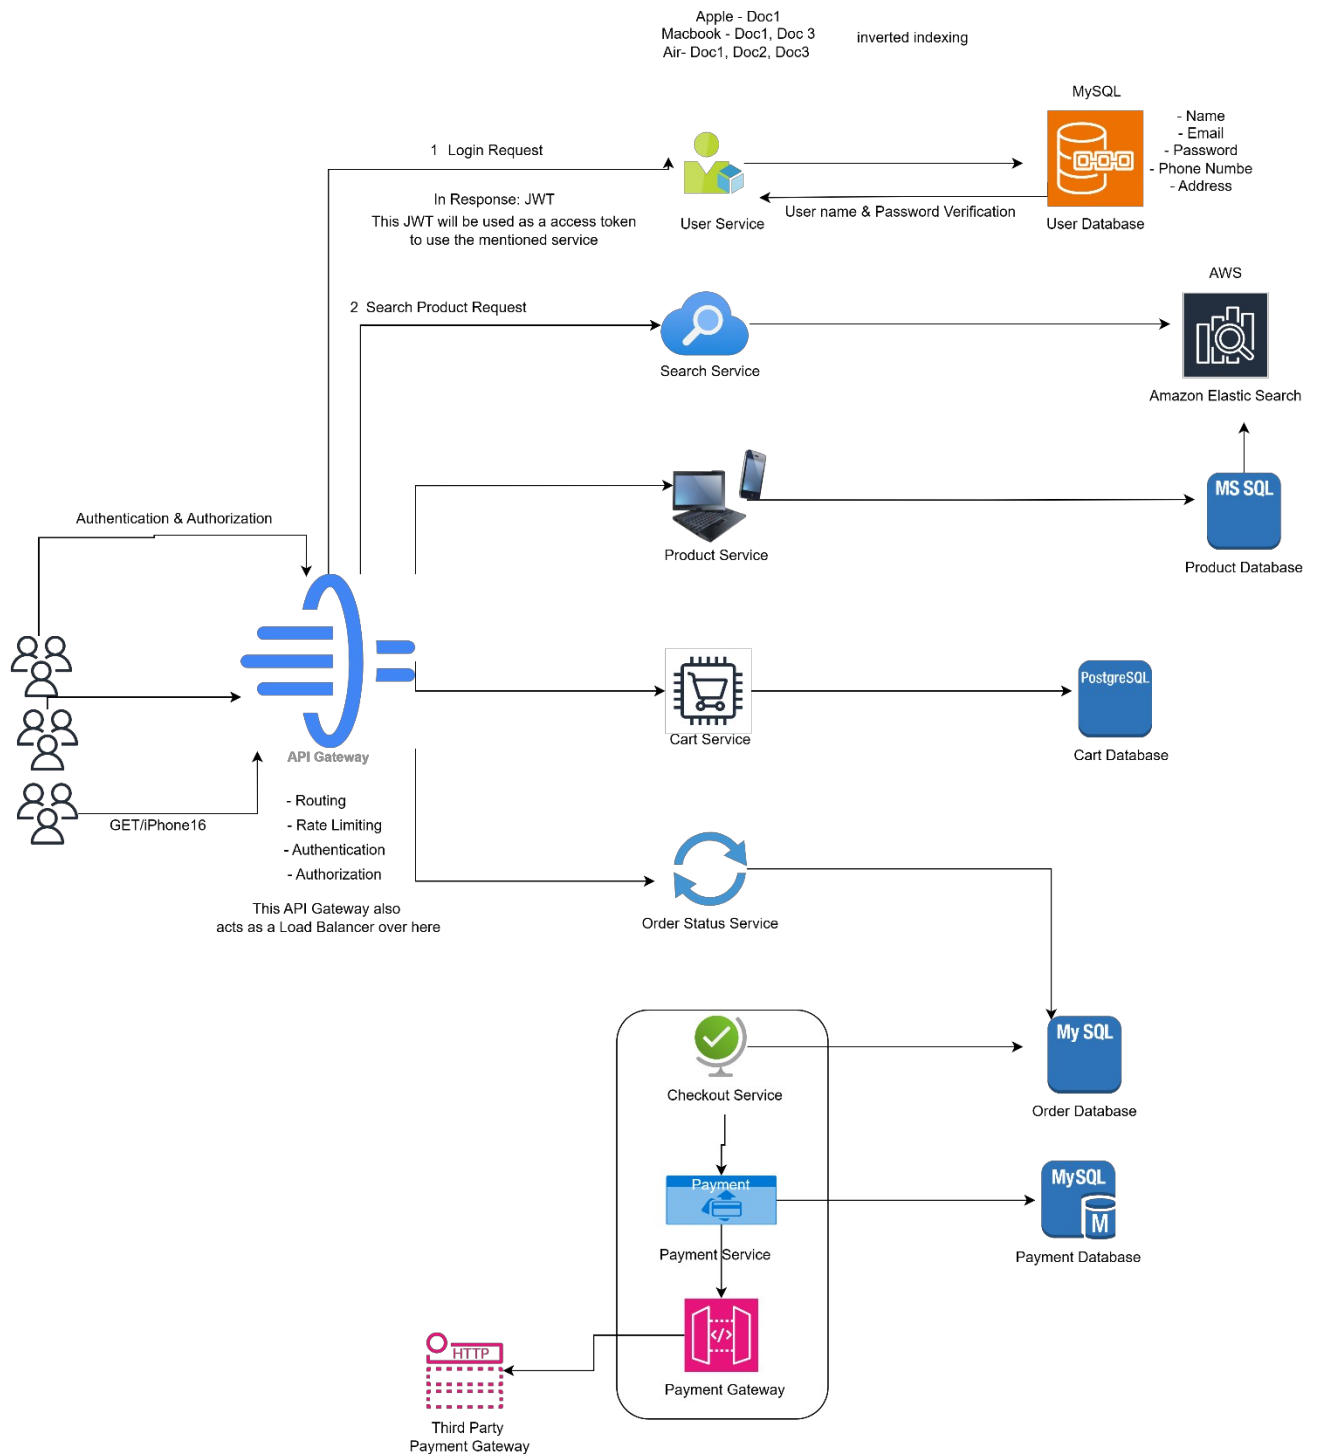 Apple - Doc1
Macbook - Doc1, Doc 3
Air- Doc1, Doc2, Doc3
inverted indexing
MySQL
- Name
- Email
- Password
- Phone Numbe
- Address
1 Login Request
In Response: JWT
This JWT will be used as a access token
to use the mentioned service
User Service
User name & Password Verification
User Database
AWS
2 Search Product Request
Search Service
Amazon Elastic Search
MS SQL
Authentication & Authorization
Product Service
Product Database
PostgreSQL
Cart Service
Cart Database
API Gateway
GET/iPhone16
- Routing
- Rate Limiting
- Authentication
- Authorization
This API Gateway also
acts as a Load Balancer over here
Order Status Service
My SQL
Checkout Service
Order Database
Payment
MySQL
M
Payment Service
Payment Database
</>
HTTP
Payment Gateway
Third Party
Payment Gateway